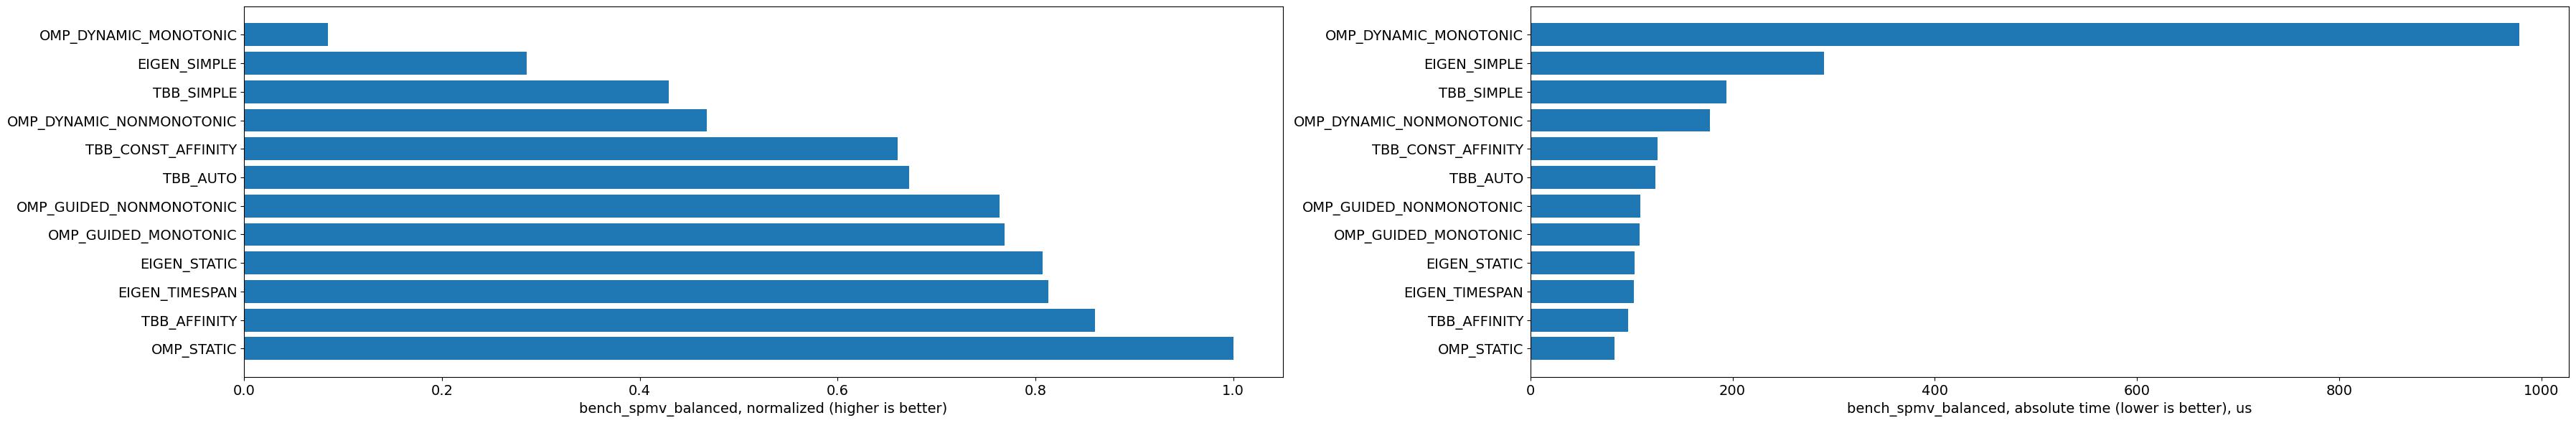 OMP_DYNAMIC_MONOTONIC
EIGEN_SIMPLE
TBB_SIMPLE
OMP_DYNAMIC_NONMONOTONIC
TBB_CONST_AFFINITY
TBB_AUTO
OMP_GUIDED_NONMONOTONIC
OMP_GUIDED_MONOTONIC
EIGEN_STATIC
EIGEN_TIMESPAN
TBB_AFFINITY
OMP_STATIC
0.0 0.2 0.4 0.6 0.8 1.0
bench_spmv_balanced, normalized (higher is better)
OMP_DYNAMIC_MONOTONIC
EIGEN_SIMPLE
TBB_SIMPLE
OMP_DYNAMIC_NONMONOTONIC
TBB_CONST_AFFINITY
TBB_AUTO
OMP_GUIDED_NONMONOTONIC
OMP_GUIDED_MONOTONIC
EIGEN_STATIC
EIGEN_TIMESPAN
TBB_AFFINITY
OMP_STATIC
0 200 400 600 800 1000
bench_spmv_balanced, absolute time (lower is better), us